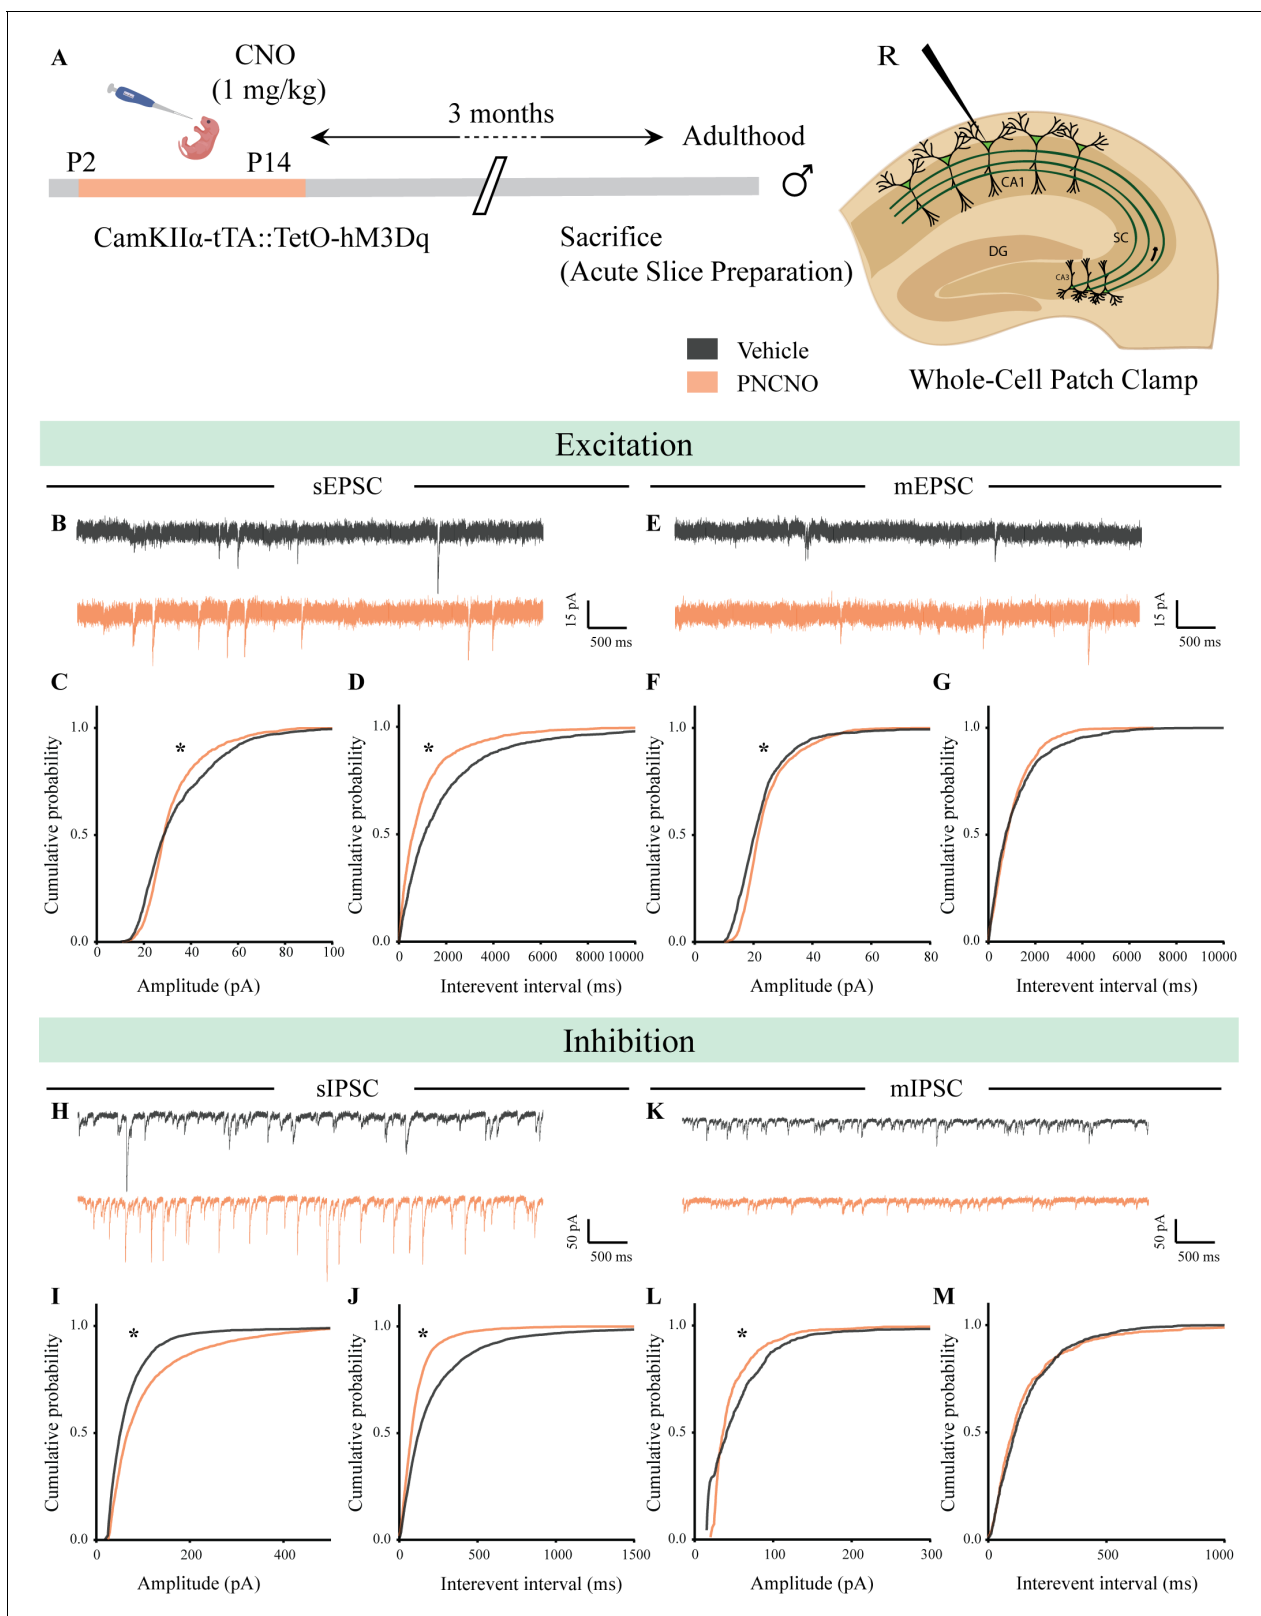 A
CNO
(1 mg/kg)
P2
P14
3 months
Adulthood
♂
CamKIIα-tTA::TetO-hM3Dq
Sacrifice
(Acute Slice Preparation)
R
CA1
SC
DG
CA3
Vehicle
PNCNO
Whole-Cell Patch Clamp
Excitation
sEPSC
mEPSC
B
15 pA
500 ms
E
15 pA
500 ms
C
Cumulative probability
1.0
0.5
0.0
0 20 40 60 80 100
Amplitude (pA)
D
Cumulative probability
1.0
0.5
0.0
0 2000 4000 6000 8000 10000
Interevent interval (ms)
F
Cumulative probability
1.0
0.5
0.0
0 20 40 60 80
Amplitude (pA)
G
Cumulative probability
1.0
0.5
0.0
0 2000 4000 6000 8000 10000
Interevent interval (ms)
*
*
*
Inhibition
sIPSC
mIPSC
H
50 pA
500 ms
K
50 pA
500 ms
I
Cumulative probability
1.0
0.5
0.0
0 200 400
Amplitude (pA)
J
Cumulative probability
1.0
0.5
0.0
0 500 1000 1500
Interevent interval (ms)
L
Cumulative probability
1.0
0.5
0.0
0 100 200 300
Amplitude (pA)
M
Cumulative probability
1.0
0.5
0.0
0 500 1000
Interevent interval (ms)
*
*
*